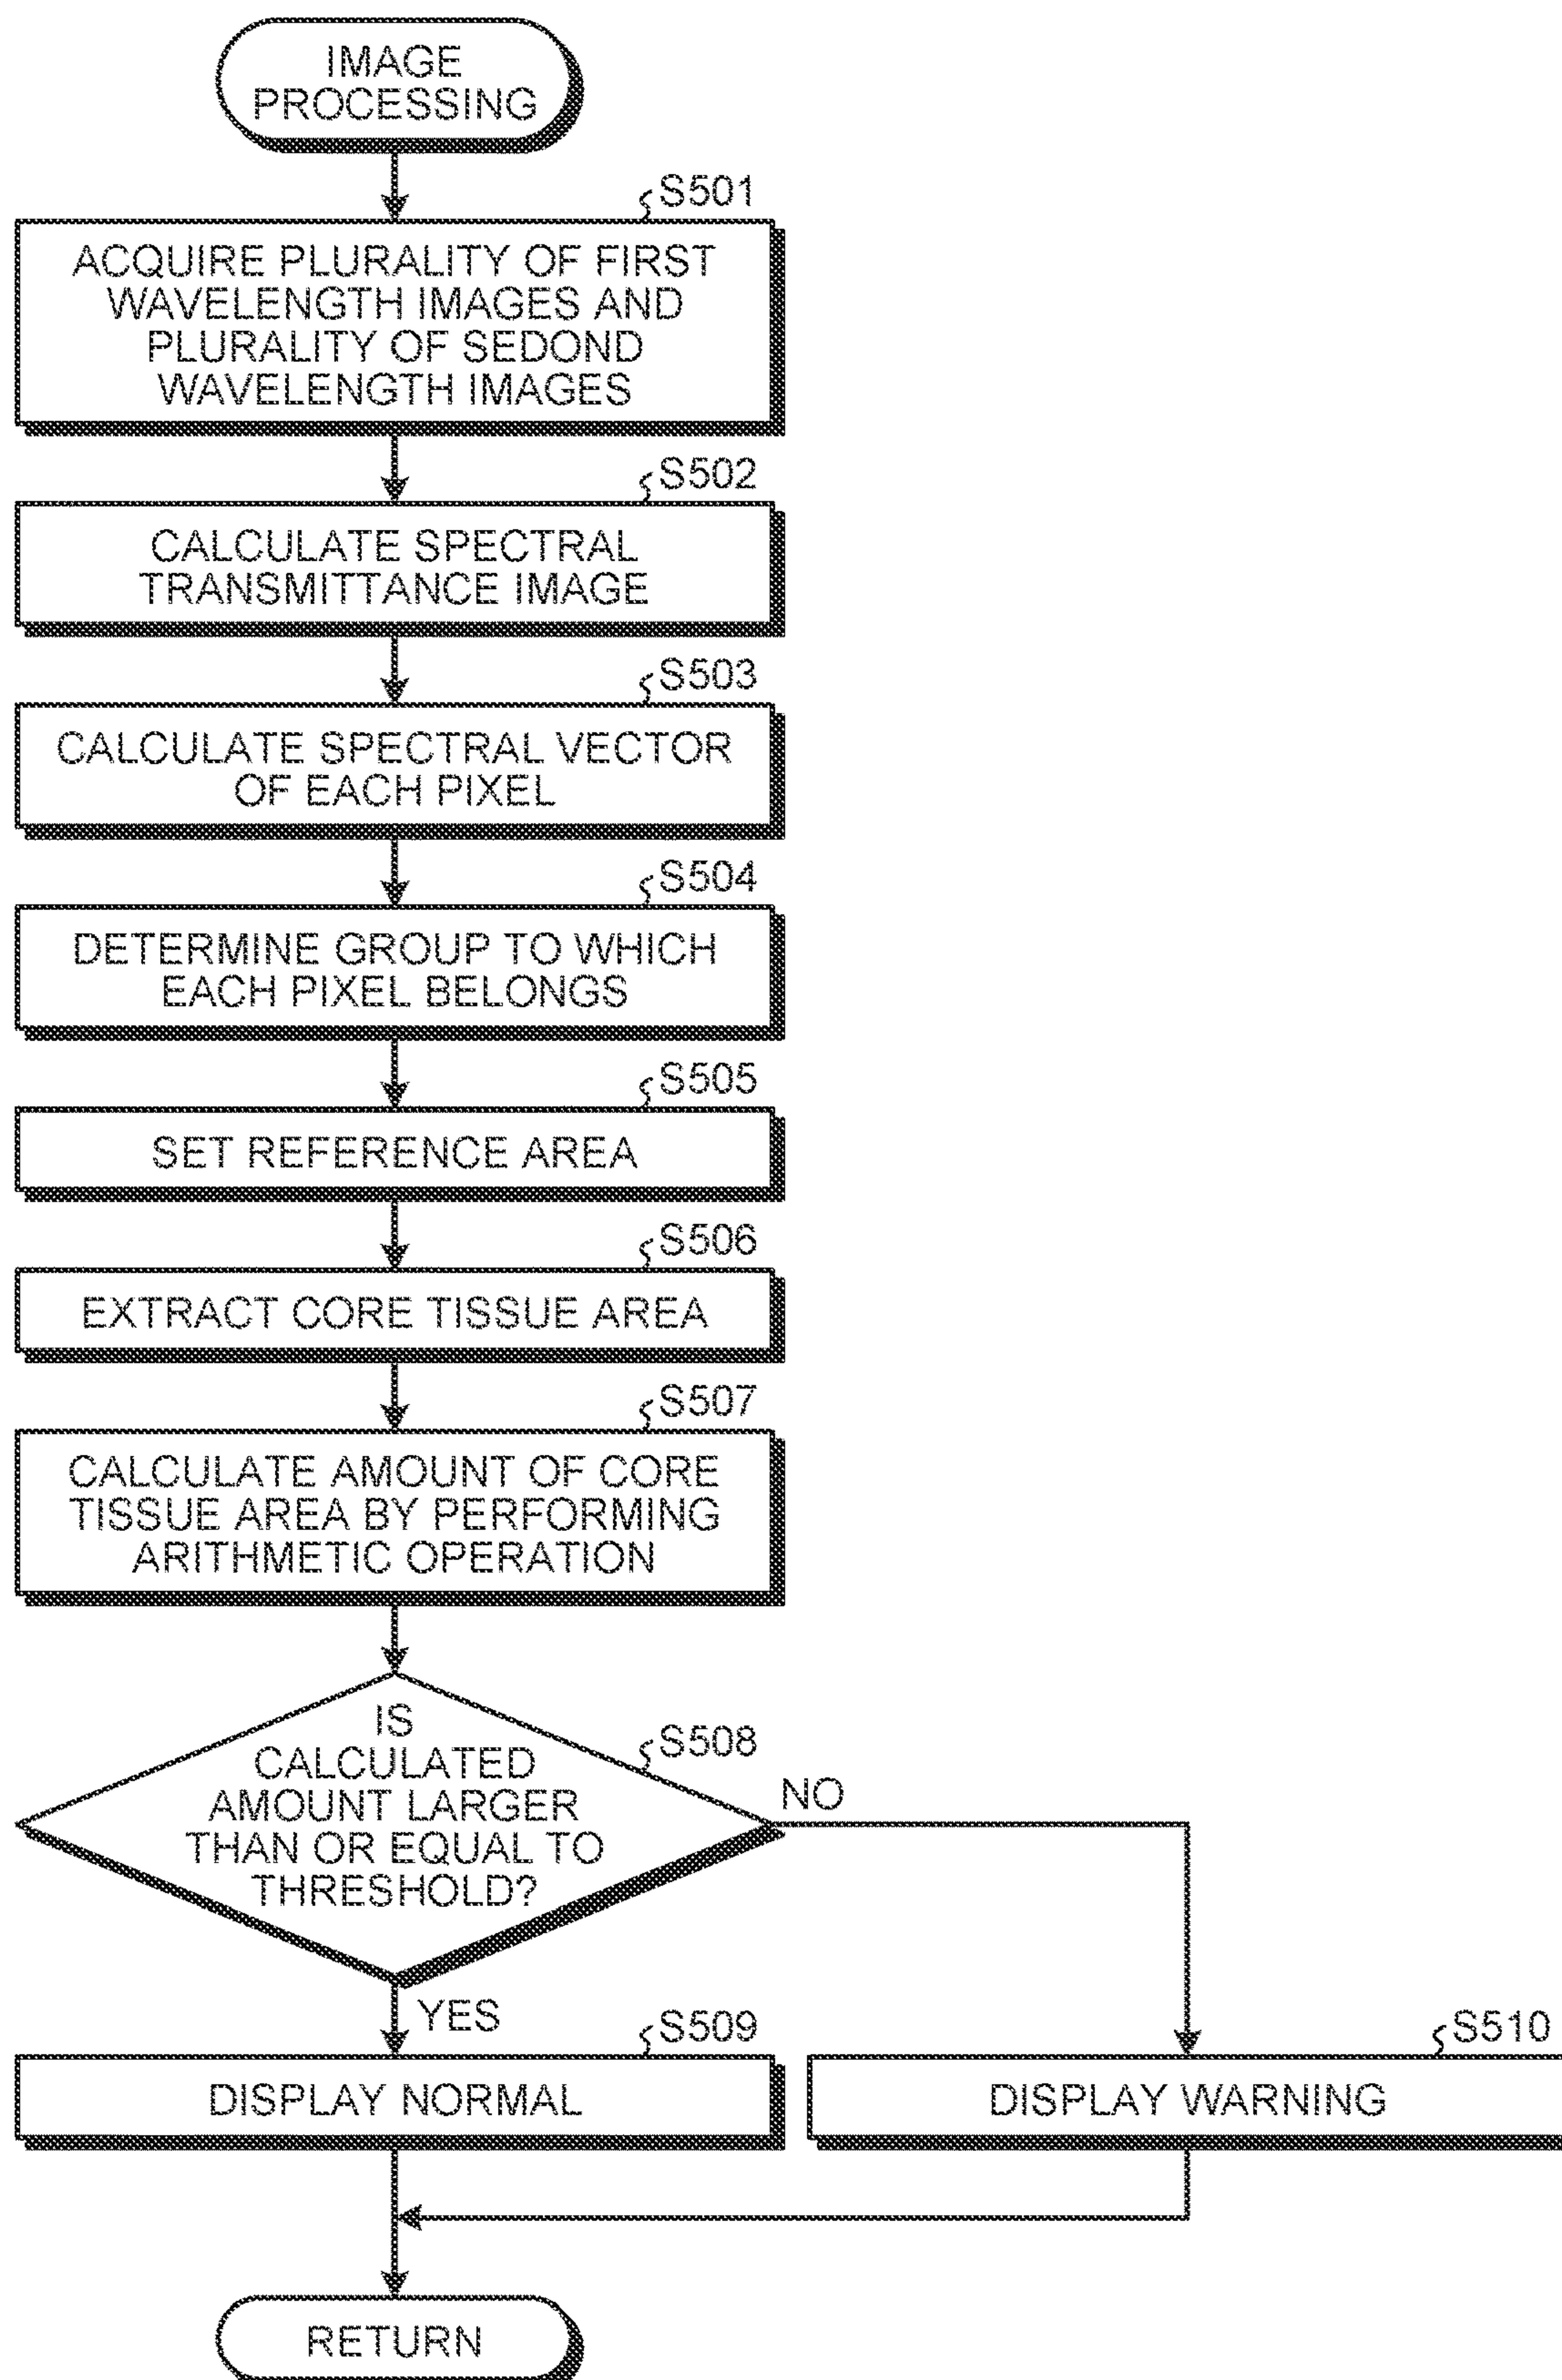 IMAGE
PROCESSING
S501
ACQUIRE PLURALITY OF FIRST
WAVELENGTH IMAGES AND
PLURALITY OF SEDOND
WAVELENGTH IMAGES
S502
CALCULATE SPECTRAL
TRANSMITTANCE IMAGE
S503
CALCULATE SPECTRAL VECTOR
OF EACH PIXEL
S504
DETERMINE GROUP TO WHICH
EACH PIXEL BELONGS
S505
SET REFERENCE AREA
S506
EXTRACT CORE TISSUE AREA
S507
CALCULATE AMOUNT OF CORE
TISSUE AREA BY PERFORMING
ARITHMETIC OPERATION
S508
IS
CALCULATED
AMOUNT LARGER
THAN OR EQUAL TO
THRESHOLD?
NO
YES
S509
DISPLAY NORMAL
S510
DISPLAY WARNING
RETURN